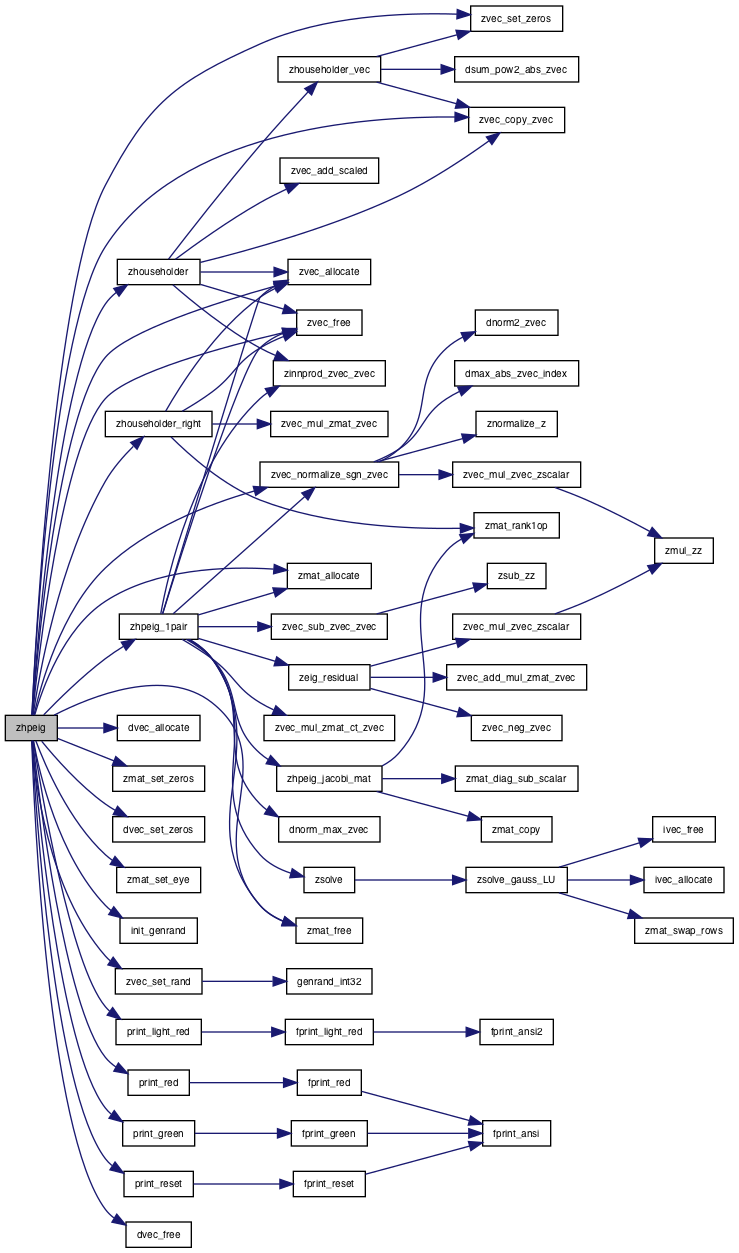 zvec_set_zeros
zhouseholder_vec
dsum_pow2_abs_zvec
zvec_copy_zvec
zvec_add_scaled
zhouseholder
zvec_allocate
zvec_free
dnorm2_zvec
zinnprod_zvec_zvec
dmax_abs_zvec_index
zhouseholder_right
zvec_mul_zmat_zvec
znormalize_z
zvec_normalize_sgn_zvec
zvec_mul_zvec_zscalar
zmat_rank1op
zmul_zz
zmat_allocate
zsub_zz
zhpeig_1pair
zvec_sub_zvec_zvec
zvec_mul_zvec_zscalar
zeig_residual
zvec_add_mul_zmat_zvec
zhpeig
dvec_allocate
zvec_mul_zmat_ct_zvec
zvec_neg_zvec
zmat_set_zeros
zhpeig_jacobi_mat
zmat_diag_sub_scalar
dvec_set_zeros
dnorm_max_zvec
zmat_copy
ivec_free
zmat_set_eye
zsolve
zsolve_gauss_LU
ivec_allocate
init_genrand
zmat_free
zmat_swap_rows
zvec_set_rand
genrand_int32
print_light_red
fprint_light_red
fprint_ansi2
print_red
fprint_red
print_green
fprint_green
fprint_ansi
print_reset
fprint_reset
dvec_free